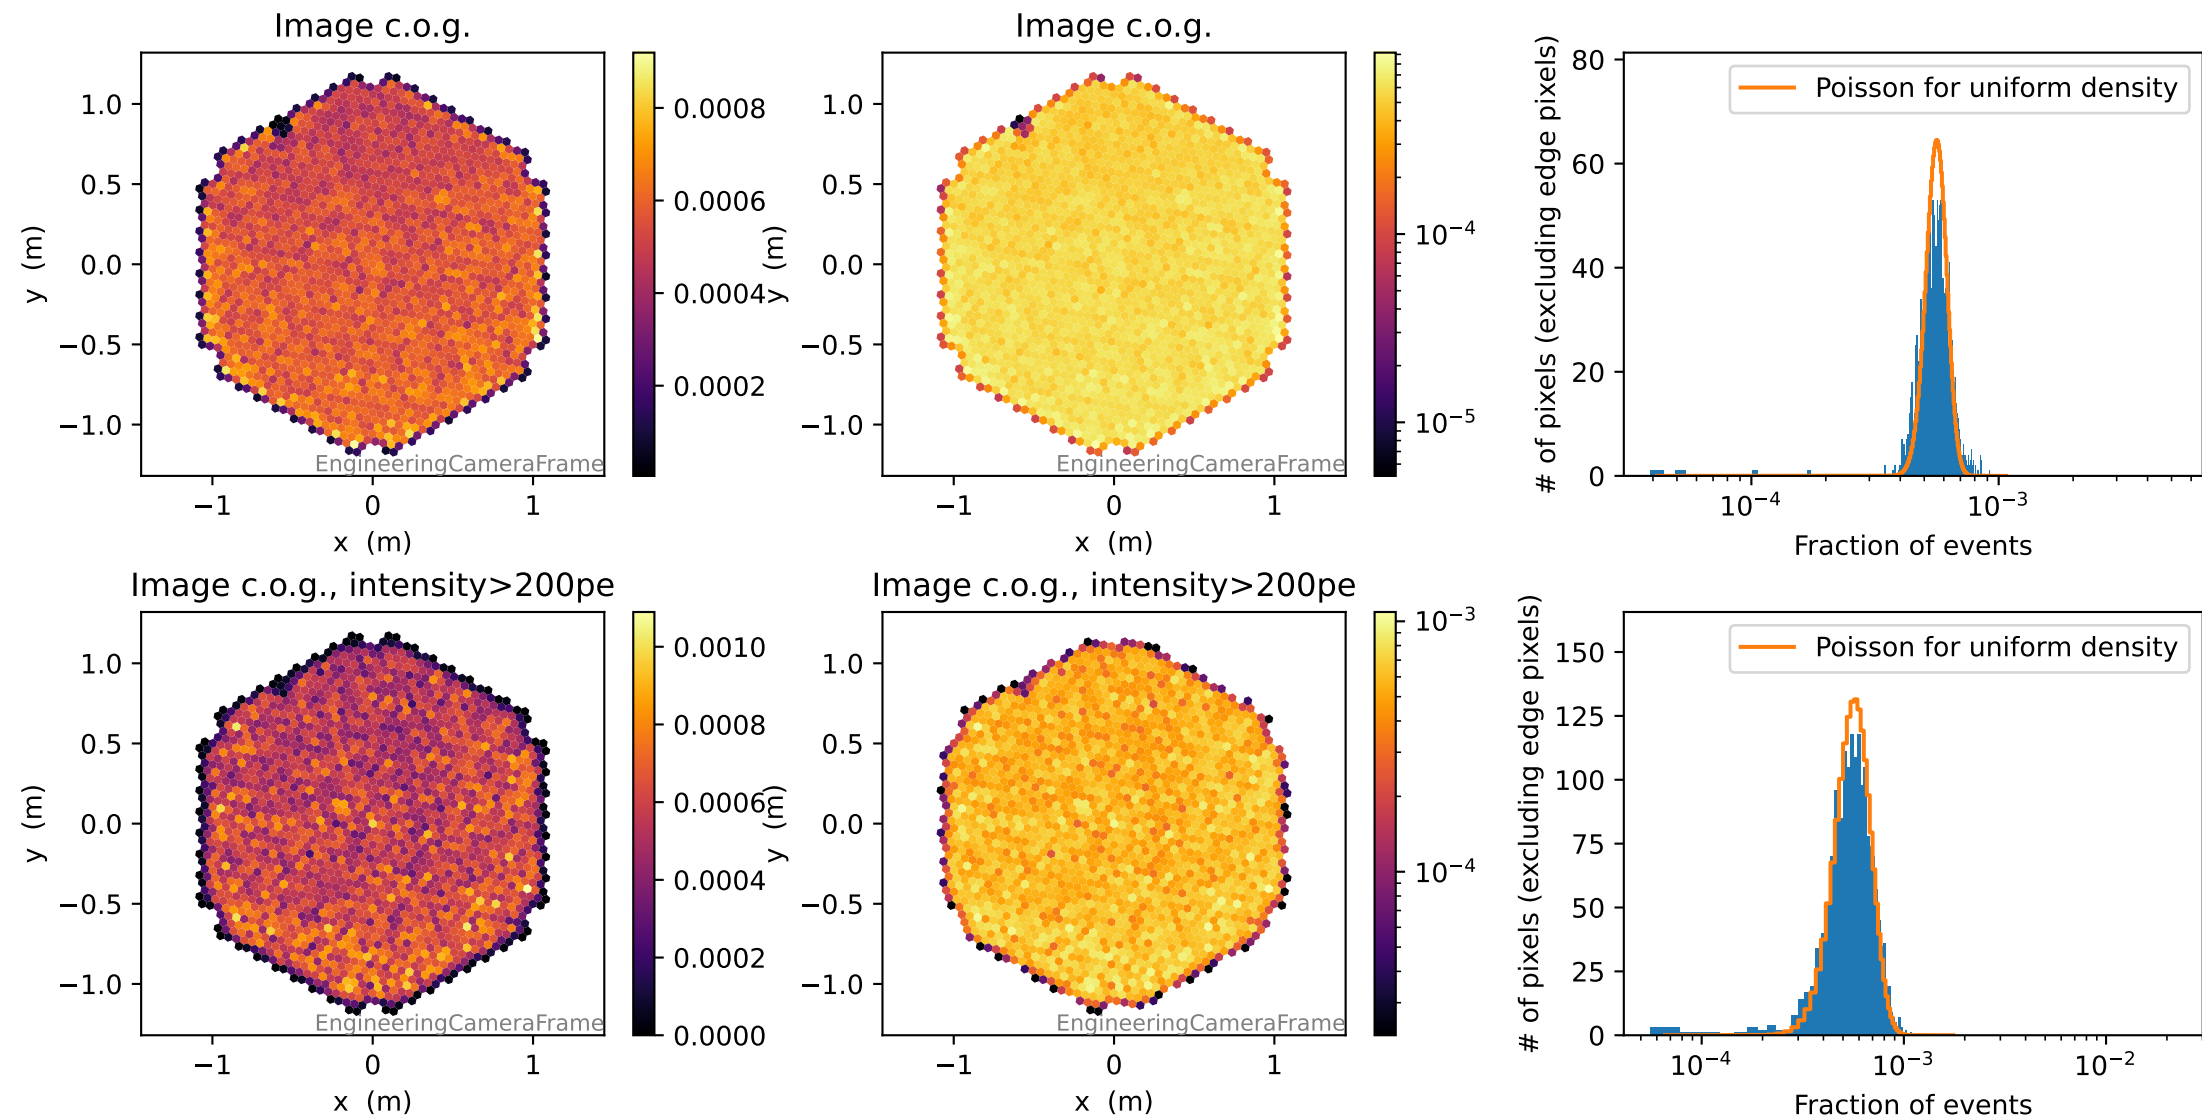 Image c.o.g.
1.0
0.5
0.0
−0.5
−1.0
y (m)
−1 0 1
x (m)
EngineeringCameraFrame
0.0008
0.0006
0.0004
0.0002
Image c.o.g.
1.0
0.5
0.0
−0.5
−1.0
y (m)
−1 0 1
x (m)
EngineeringCameraFrame
10−4
10−5
80
60
40
20
0
# of pixels (excluding edge pixels)
Poisson for uniform density
10−4 10−3
Fraction of events
Image c.o.g., intensity>200pe
1.0
0.5
0.0
−0.5
−1.0
y (m)
−1 0 1
x (m)
EngineeringCameraFrame
0.0010
0.0008
0.0006
0.0004
0.0002
0.0000
Image c.o.g., intensity>200pe
1.0
0.5
0.0
−0.5
−1.0
y (m)
−1 0 1
x (m)
EngineeringCameraFrame
10−3
10−4
150
125
100
75
50
25
0
# of pixels (excluding edge pixels)
Poisson for uniform density
10−4 10−3 10−2
Fraction of events